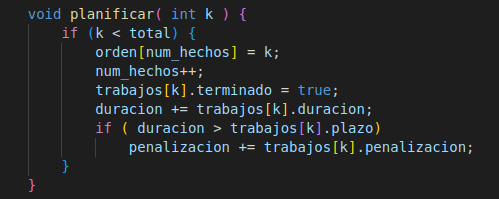 void planificar( int k ) {
if (k < total) {
orden[num_hechos] = k;
num_hechos++;
trabajos[k].terminado = true;
duracion += trabajos[k].duracion;
if ( duracion > trabajos[k].plazo)
penalizacion += trabajos[k].penalizacion;
}
}